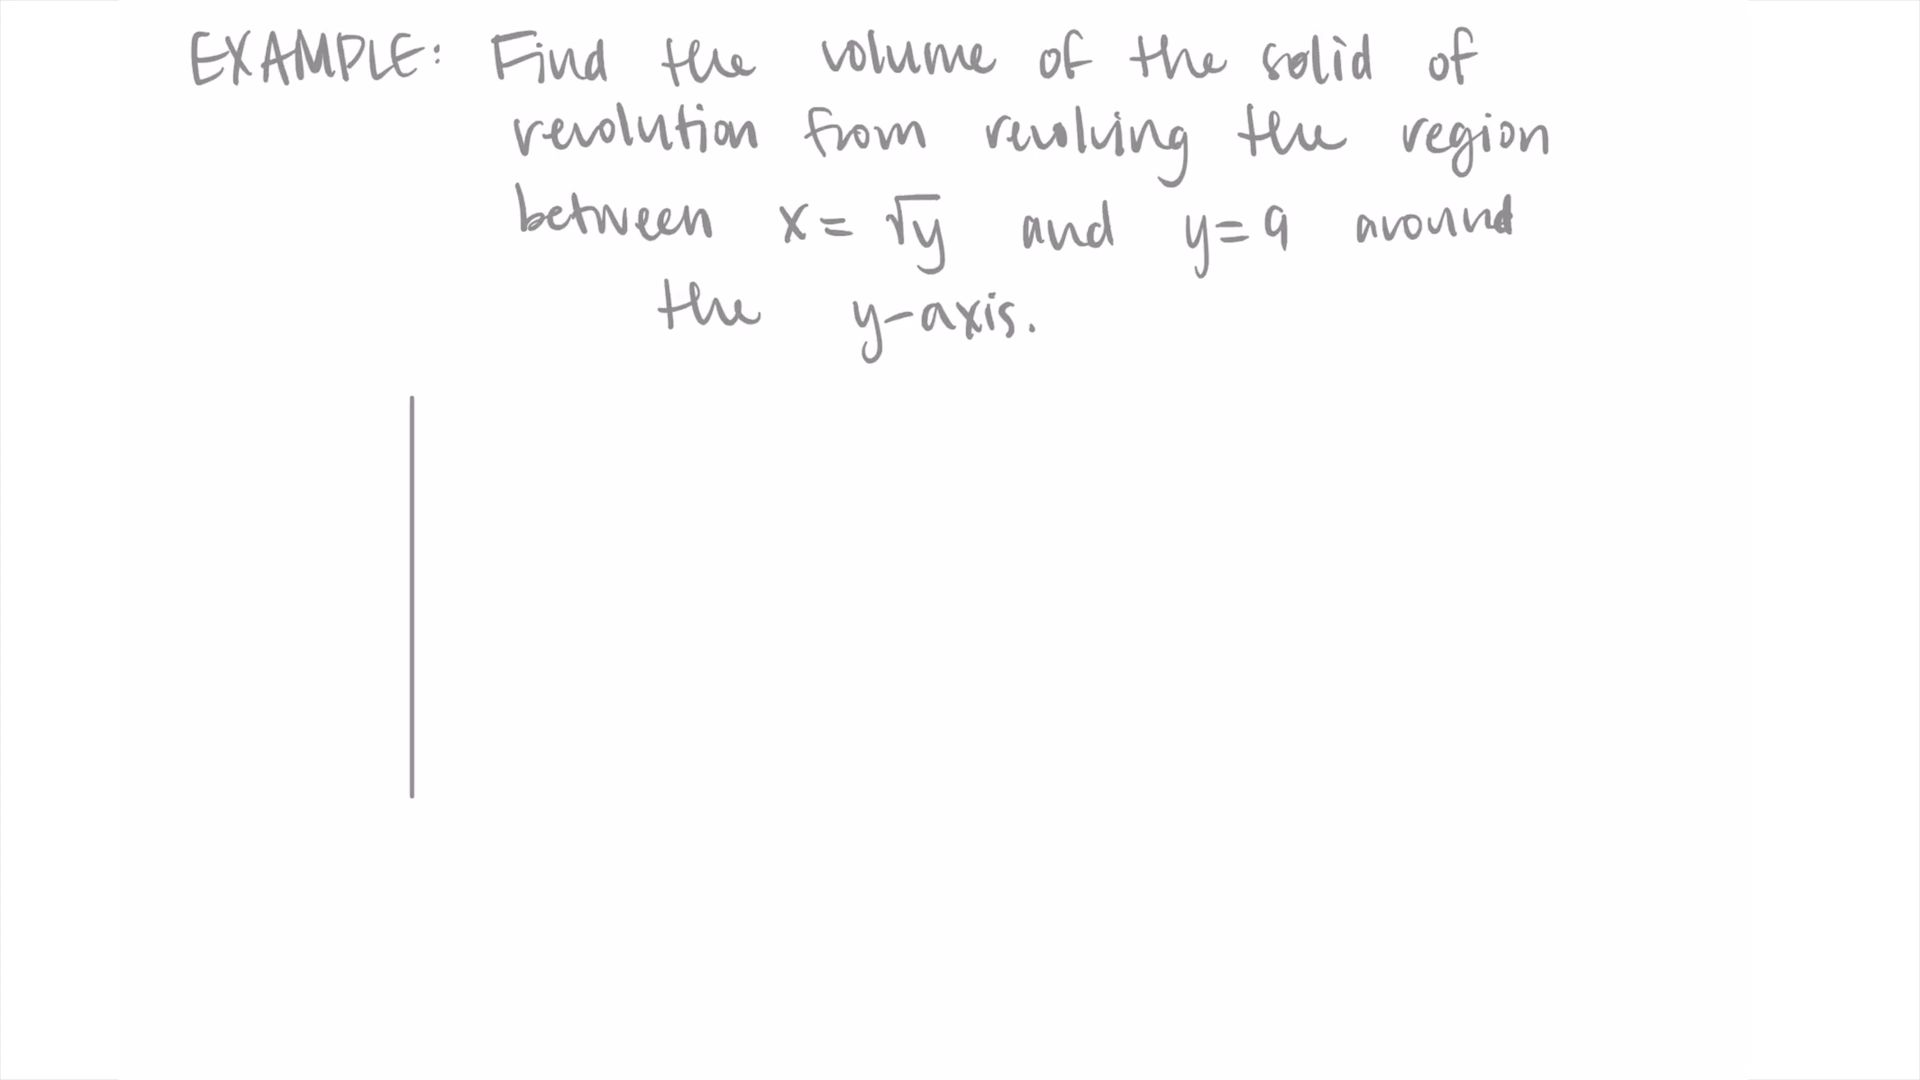 EXAMPLE: Find the volume of the solid of
revolution from revolving the region
between x = √y and y = 9 around
the y-axis.